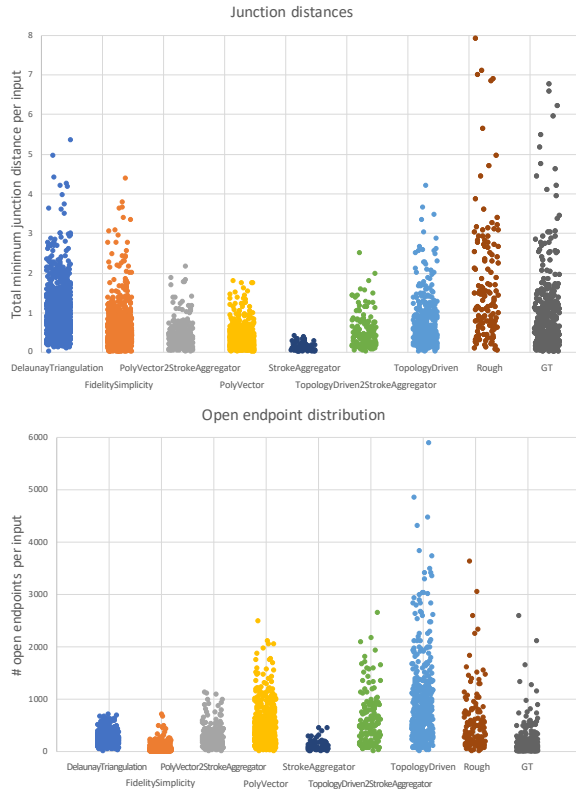 Junction distances
Total minimum junction distance per input
8
7
6
5
4
3
2
1
0
DelaunayTriangulation PolyVector2StrokeAggregator StrokeAggregator TopologyDriven Rough GT
FidelitySimplicity PolyVector TopologyDriven2StrokeAggregator
Open endpoint distribution
# open endpoints per input
6000
5000
4000
3000
2000
1000
0
DelaunayTriangulation PolyVector2StrokeAggregator StrokeAggregator TopologyDriven Rough GT
FidelitySimplicity PolyVector TopologyDriven2StrokeAggregator